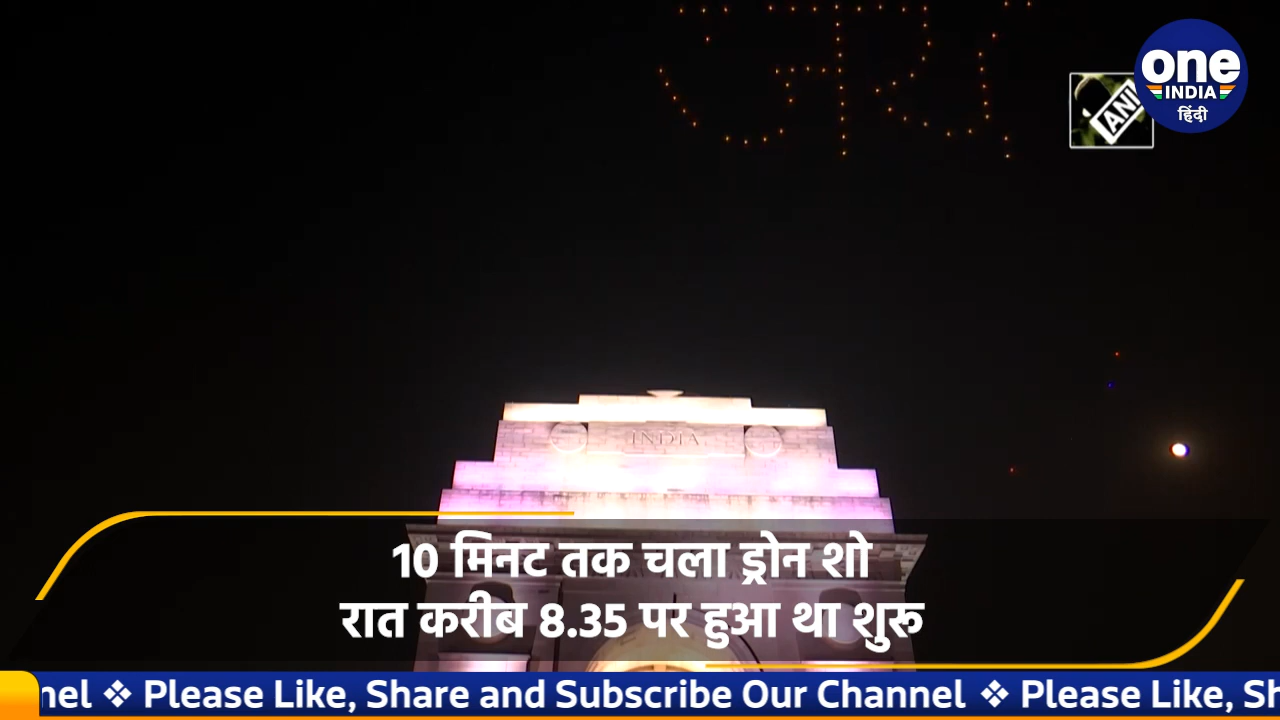 जय
one
INDIA
हिंदी
ANI
INDIA
10 मिनट तक चला ड्रोन शो
रात करीब 8.35 पर हुआ था शुरू
nel ❖ Please Like, Share and Subscribe Our Channel ❖ Please Like, Sh